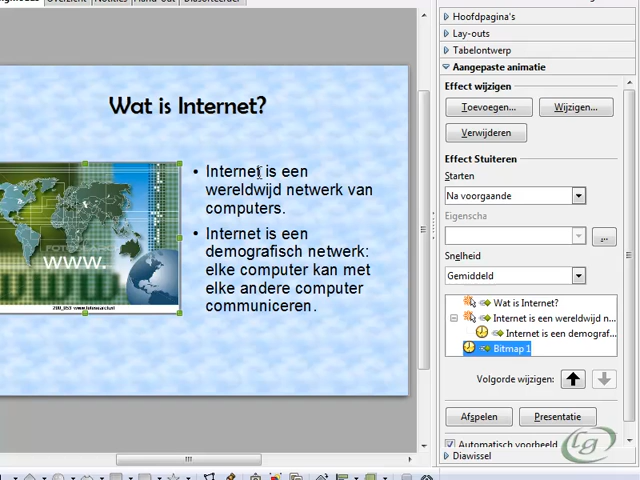 Overzicht
Notities
Hand-out
Diasorteerder
Hoofdpagina's
Lay-outs
Tabelontwerp
Aangepaste animatie
Effect wijzigen
Toevoegen...
Wijzigen...
Verwijderen
Effect Stuiteren
Starten
Na voorgaande
Eigenscha
...
Snelheid
Gemiddeld
Wat is Internet?
Internet is een wereldwijd n...
Internet is een demograf...
Bitmap 1
Volgorde wijzigen:
Afspelen
Presentatie
Automatisch voorbeeld
Diawissel
lg
Wat is Internet?
• Internet is een
wereldwijd netwerk van
computers.
• Internet is een
demografisch netwerk:
elke computer kan met
elke andere computer
communiceren.
www.